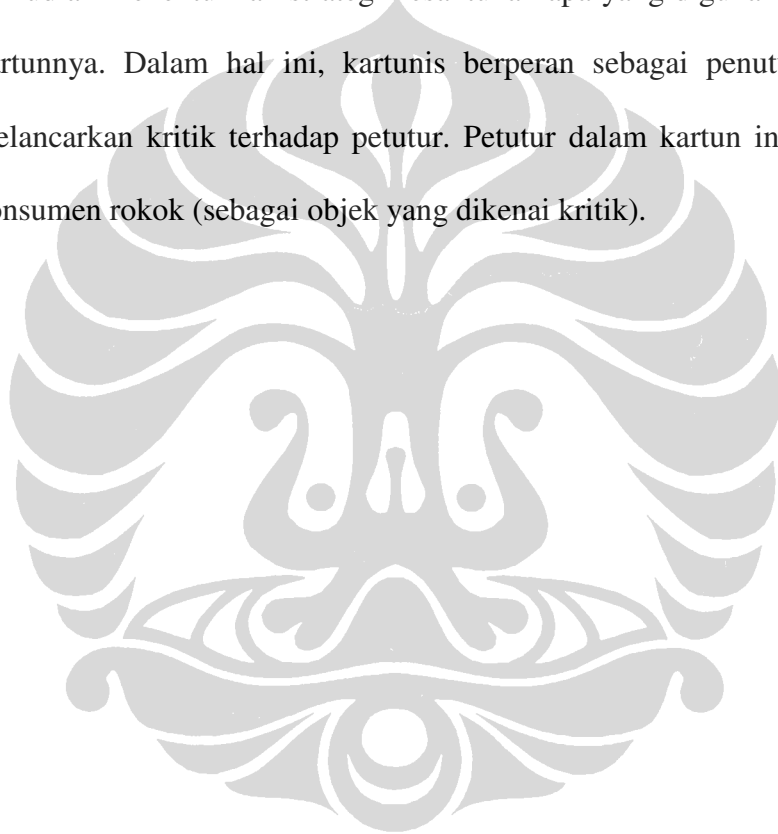 artunnya. Dalam hal ini, kartunis berperan sebagai penut
elancarkan kritik terhadap petutur. Petutur dalam kartun in
onsumen rokok (sebagai objek yang dikenai kritik).